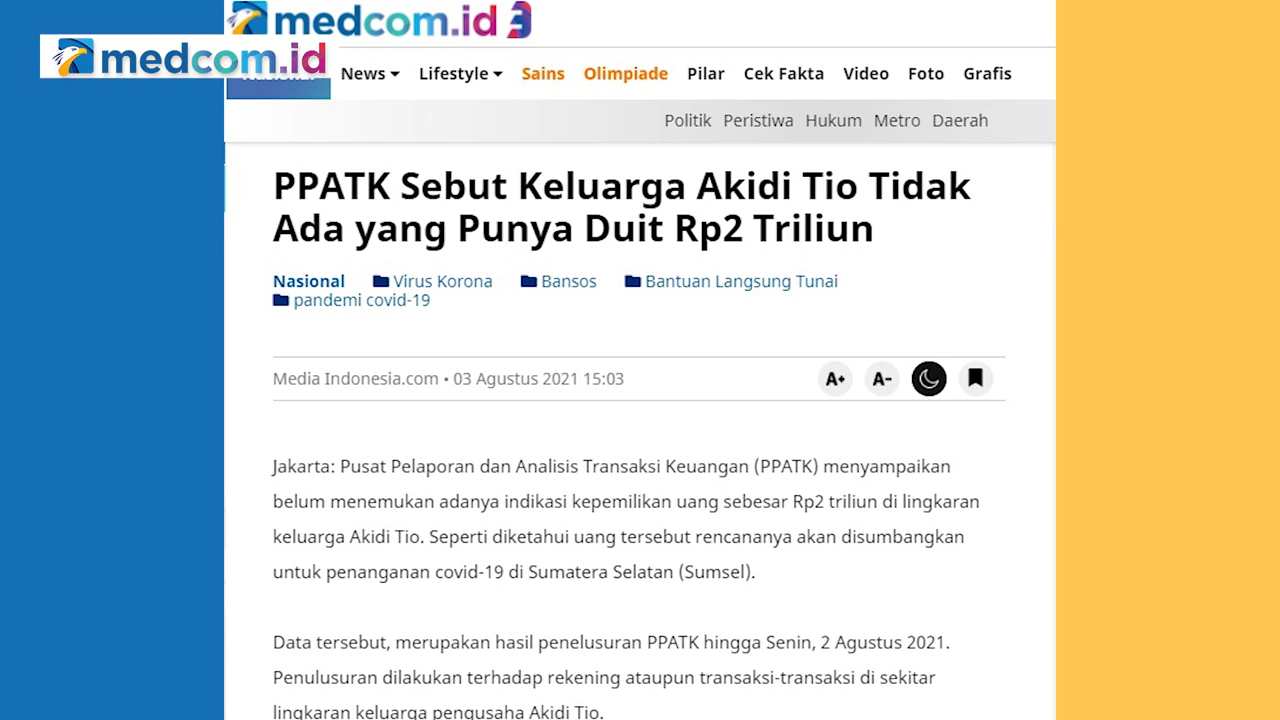 medcom.id 3
medcom.id
News Lifestyle Sains Olimpiade Pilar Cek Fakta Video Foto Grafis
Politik Peristiwa Hukum Metro Daerah
PPATK Sebut Keluarga Akidi Tio Tidak
Ada yang Punya Duit Rp2 Triliun
Nasional Virus Korona Bansos Bantuan Langsung Tunai
pandemi covid-19
Media Indonesia.com • 03 Agustus 2021 15:03
A+ A-
Jakarta: Pusat Pelaporan dan Analisis Transaksi Keuangan (PPATK) menyampaikan
belum menemukan adanya indikasi kepemilikan uang sebesar Rp2 triliun di lingkaran
keluarga Akidi Tio. Seperti diketahui uang tersebut rencananya akan disumbangkan
untuk penanganan covid-19 di Sumatera Selatan (Sumsel).
Data tersebut, merupakan hasil penelusuran PPATK hingga Senin, 2 Agustus 2021.
Penulusuran dilakukan terhadap rekening ataupun transaksi-transaksi di sekitar
lingkaran keluarga pengusaha Akidi Tio.